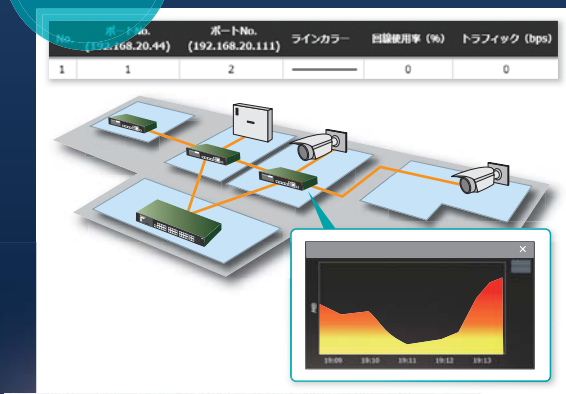 No.
ポートNo.
(192.168.20.44)
ポートNo.
(192.168.20.111)
ラインカラー
回線使用率 (%)
トラフィック (bps)
1
1
2
0
0
×
MB
19:09
19:10
19:11
19:12
19:13